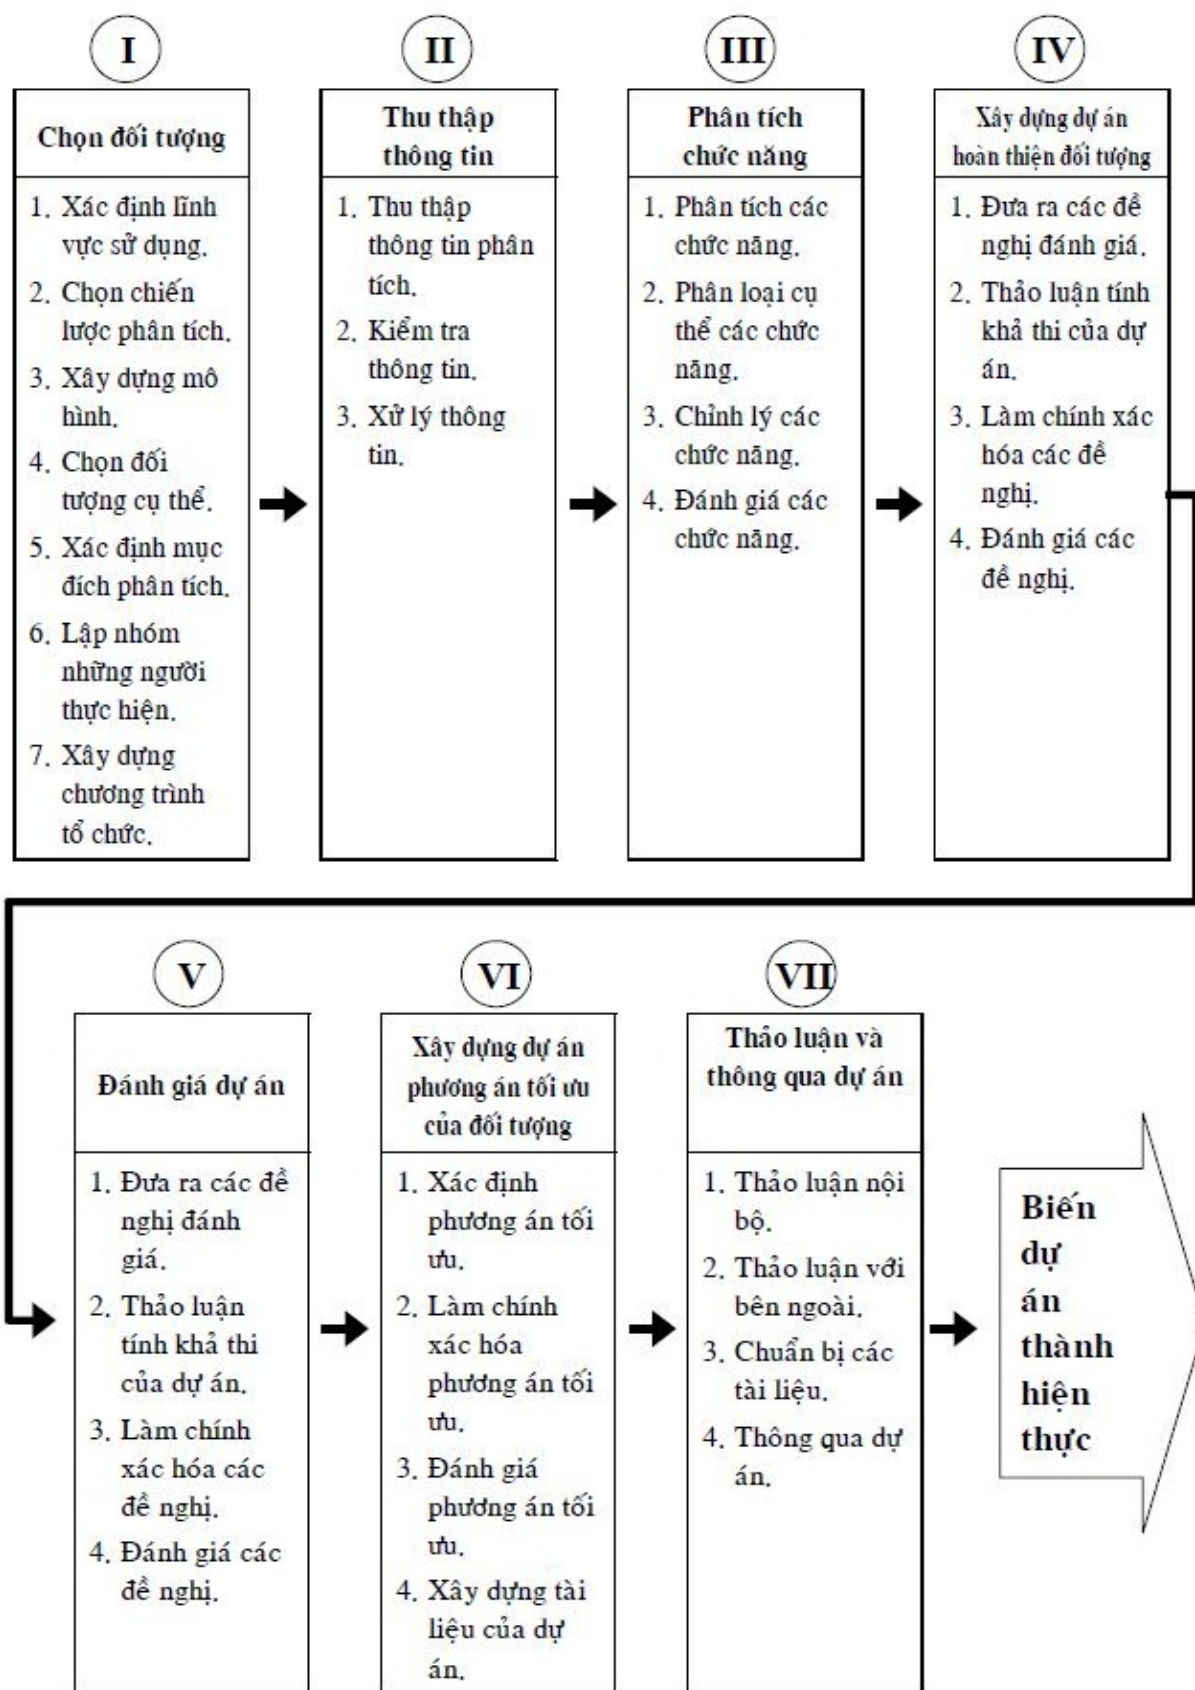 I
Chọn đối tượng
1. Xác định lĩnh
vực sử dụng.
2. Chọn chiến
lược phân tích.
3. Xây dựng mô
hình.
4. Chọn đối
tượng cụ thể.
5. Xác định mục
đích phân tích.
6. Lập nhóm
những người
thực hiện.
7. Xây dựng
chương trình
tổ chức.
II
Thu thập
thông tin
1. Thu thập
thông tin phân
tích.
2. Kiểm tra
thông tin.
3. Xử lý thông
tin.
III
Phân tích
chức năng
1. Phân tích các
chức năng.
2. Phân loại cụ
thể các chức
năng.
3. Chỉnh lý các
chức năng.
4. Đánh giá các
chức năng.
IV
Xây dựng dự án
hoàn thiện đối tượng
1. Đưa ra các đề
nghị đánh giá.
2. Thảo luận tính
khả thi của dự
án.
3. Làm chính xác
hóa các đề
nghị.
4. Đánh giá các
đề nghị.
V
Đánh giá dự án
1. Đưa ra các đề
nghị đánh
giá.
2. Thảo luận
tính khả thi
của dự án.
3. Làm chính
xác hóa các
đề nghị.
4. Đánh giá các
đề nghị.
VI
Xây dựng dự án
phương án tối ưu
của đối tượng
1. Xác định
phương án tối
ưu.
2. Làm chính
xác hóa
phương án tối
ưu.
3. Đánh giá
phương án tối
ưu.
4. Xây dựng tài
liệu của dự
án.
VII
Thảo luận và
thông qua dự án
1. Thảo luận nội
bộ.
2. Thảo luận với
bên ngoài.
3. Chuẩn bị các
tài liệu.
4. Thông qua dự
án.
Biến
dự
án
thành
hiện
thực